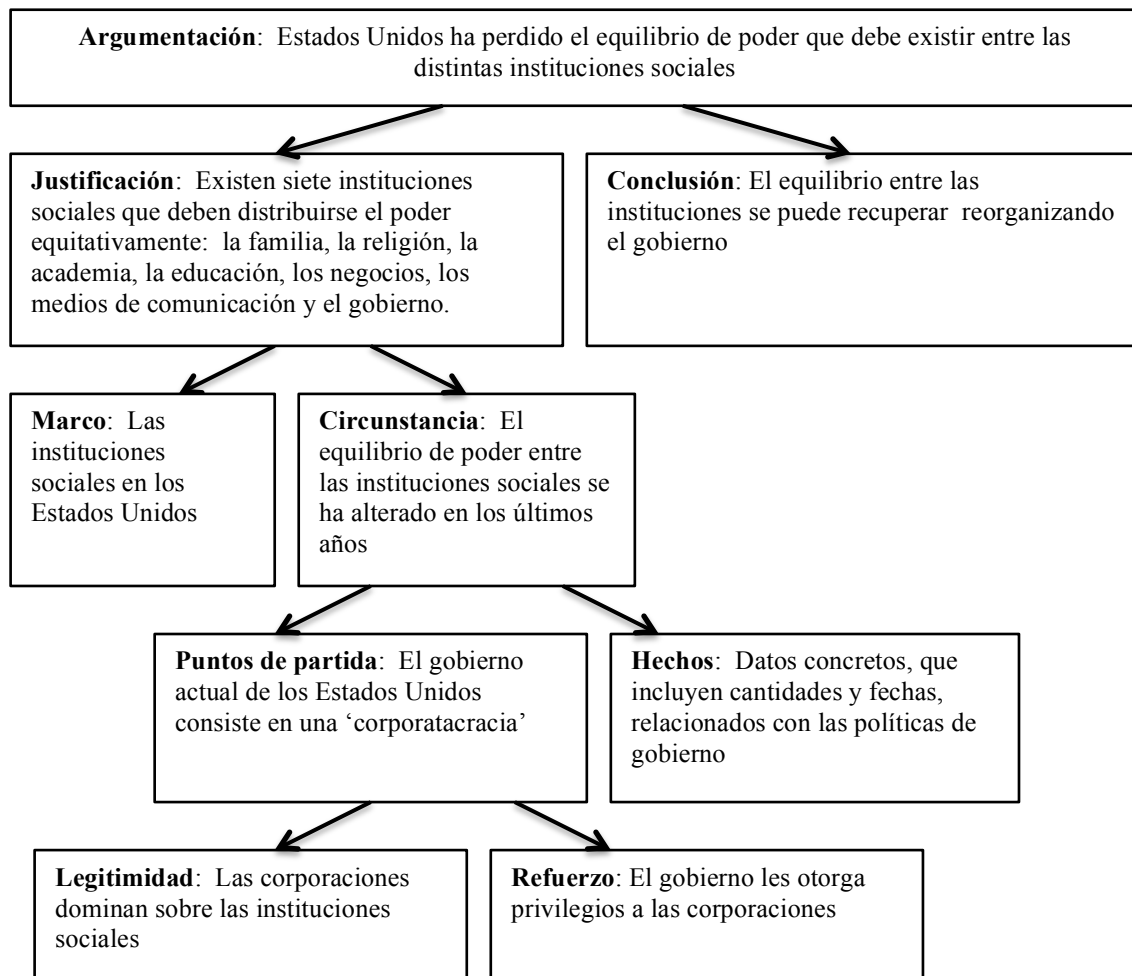 Argumentación:  Estados Unidos ha perdido el equilibrio de poder que debe existir entre las
distintas instituciones sociales
Justificación:  Existen siete instituciones
sociales que deben distribuirse el poder
equitativamente:  la familia, la religión, la
academia, la educación, los negocios, los
medios de comunicación y el gobierno.
Conclusión: El equilibrio entre las
instituciones se puede recuperar  reorganizando
el gobierno
Marco:  Las
instituciones
sociales en los
Estados Unidos
Circunstancia:  El
equilibrio de poder entre
las instituciones sociales se
ha alterado en los últimos
años
Puntos de partida:  El gobierno
actual de los Estados Unidos
consiste en una ‘corporatacracia’
Hechos:  Datos concretos, que
incluyen cantidades y fechas,
relacionados con las políticas de
gobierno
Legitimidad:  Las corporaciones
dominan sobre las instituciones
sociales
Refuerzo: El gobierno les otorga
privilegios a las corporaciones